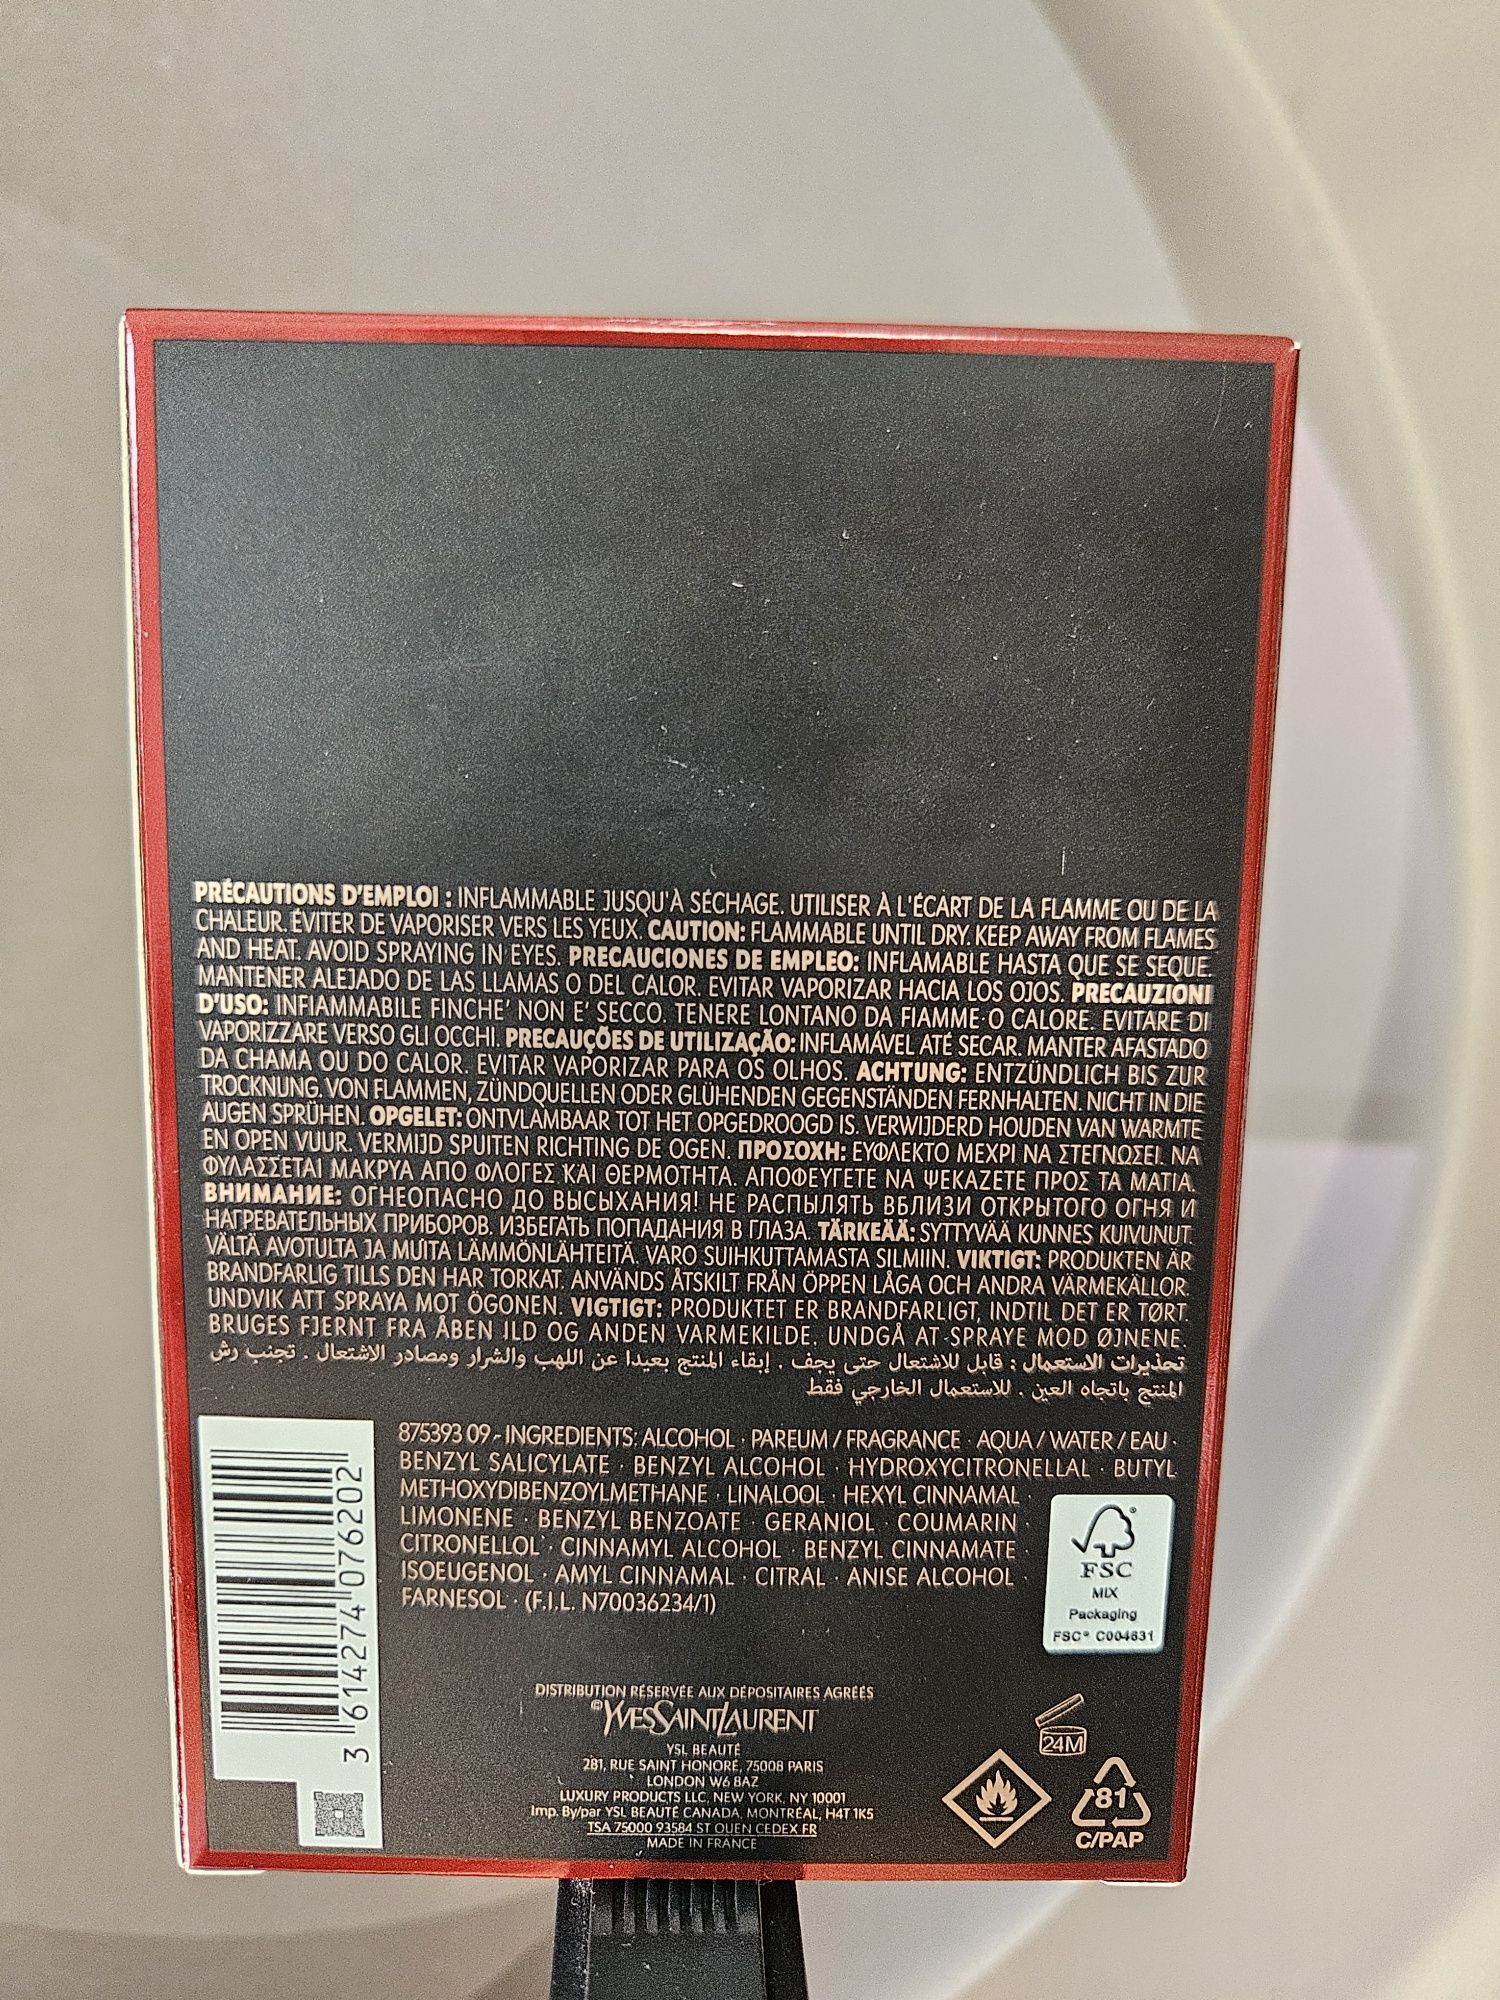 PRÉCAUTIONS D'EMPLOI : INFLAMMABLE JUSQU'À SÉCHAGE. UTILISER À L'ÉCART DE LA FLAMME OU DE LA
CHALEUR. ÉVITER DE VAPORISER VERS LES YEUX. CAUTION: FLAMMABLE UNTIL DRY. KEEP AWAY FROM FLAMES
AND HEAT. AVOID SPRAYING IN EYES. PRECAUCIONES DE EMPLEO: INFLAMABLE HASTA QUE SE SEQUE.
MANTENER ALEJADO DE LAS LLAMAS O DEL CALOR. EVITAR VAPORIZAR HACIA LOS OJOS. PRECAUZIONI
D'USO: INFIAMMABILE FINCHE' NON E' SECCO. TENERE LONTANO DA FIAMME O CALORE. EVITARE DI
VAPORIZZARE VERSO GLI OCCHI. PRECAUÇÕES DE UTILIZAÇÃO: INFLAMÁVEL ATÉ SECAR. MANTER AFASTADO
DA CHAMA OU DO CALOR. EVITAR VAPORIZAR PARA OS OLHOS. ACHTUNG: ENTZÜNDLICH BIS ZUR
TROCKNUNG. VON FLAMMEN, ZÜNDQUELLEN ODER GLÜHENDEN GEGENSTÄNDEN FERNHALTEN. NICHT IN DIE
AUGEN SPRÜHEN. OPGELET: ONTVLAMBAAR TOT HET OPGEDROOGD IS. VERWIJDERD HOUDEN VAN WARMTE
EN OPEN VUUR. VERMIJD SPUITEN RICHTING DE OGEN. ΠΡΟΣΟΧΗ: ΕΥΦΛΕΚΤΟ ΜΕΧΡΙ ΝΑ ΣΤΕΓΝΩΣΕΙ. ΝΑ
ΦΥΛΑΣΣΕΤΑΙ ΜΑΚΡΥΑ ΑΠΟ ΦΛΟΓΕΣ ΚΑΙ ΘΕΡΜΟΤΗΤΑ. ΑΠΟΦΕΥΓΕΤΕ ΝΑ ΨΕΚΑΖΕΤΕ ΠΡΟΣ ΤΑ ΜΑΤΙΑ.
ВНИМАНИЕ: ОГНЕОПАСНО ДО ВЫСЫХАНИЯ! НЕ РАСПЫЛЯТЬ ВБЛИЗИ ОТКРЫТОГО ОГНЯ И
НАГРЕВАТЕЛЬНЫХ ПРИБОРОВ. ИЗБЕГАТЬ ПОПАДАНИЯ В ГЛАЗА. TÄRKEÄÄ: SYTTYVÄÄ KUNNES KUIVUNUT.
VÄLTÄ AVOTULTA JA MUITA LÄMMÖNLÄHTEITÄ. VARO SUIHKUTTAMASTA SILMIIN. VIKTIGT: PRODUKTEN ÄR
BRANDFARLIG TILLS DEN HAR TORKAT. ANVÄNDS ÅTSKILT FRÅN ÖPPEN LÅGA OCH ANDRA VÄRMEKÄLLOR.
UNDVIK ATT SPRAYA MOT ÖGONEN. VIGTIGT: PRODUKTET ER BRANDFARLIGT, INDTIL DET ER TØRT.
BRUGES FJERNT FRA ÅBEN ILD OG ANDEN VARMEKILDE. UNDGÅ AT SPRAYE MOD ØJNENE.
تحذيرات الاستعمال : قابل للاشتعال حتى يجف . إبقاء المنتج بعيدا عن اللهب والشرار ومصادر الاشتعال . تجنب رش
المنتج باتجاه العين . للاستعمال الخارجي فقط
875393 09 - INGREDIENTS: ALCOHOL · PARFUM / FRAGRANCE · AQUA / WATER / EAU ·
BENZYL SALICYLATE · BENZYL ALCOHOL · HYDROXYCITRONELLAL · BUTYL
METHOXYDIBENZOYLMETHANE · LINALOOL · HEXYL CINNAMAL ·
LIMONENE · BENZYL BENZOATE · GERANIOL · COUMARIN ·
CITRONELLOL · CINNAMYL ALCOHOL · BENZYL CINNAMATE ·
ISOEUGENOL · AMYL CINNAMAL · CITRAL · ANISE ALCOHOL ·
FARNESOL · (F.I.L. N70036234/1)
3 614274 076202
FSC
MIX
Packaging
FSC® C004631
DISTRIBUTION RÉSERVÉE AUX DÉPOSITAIRES AGRÉÉS
©YVESSAINTLAURENT
YSL BEAUTÉ
281, RUE SAINT HONORÉ, 75008 PARIS
LONDON W6 8AZ
LUXURY PRODUCTS LLC, NEW YORK, NY 10001
Imp. By/par YSL BEAUTÉ CANADA, MONTRÉAL, H4T 1K5
TSA 75000 93584 ST OUEN CEDEX FR
MADE IN FRANCE
24M
81
C/PAP